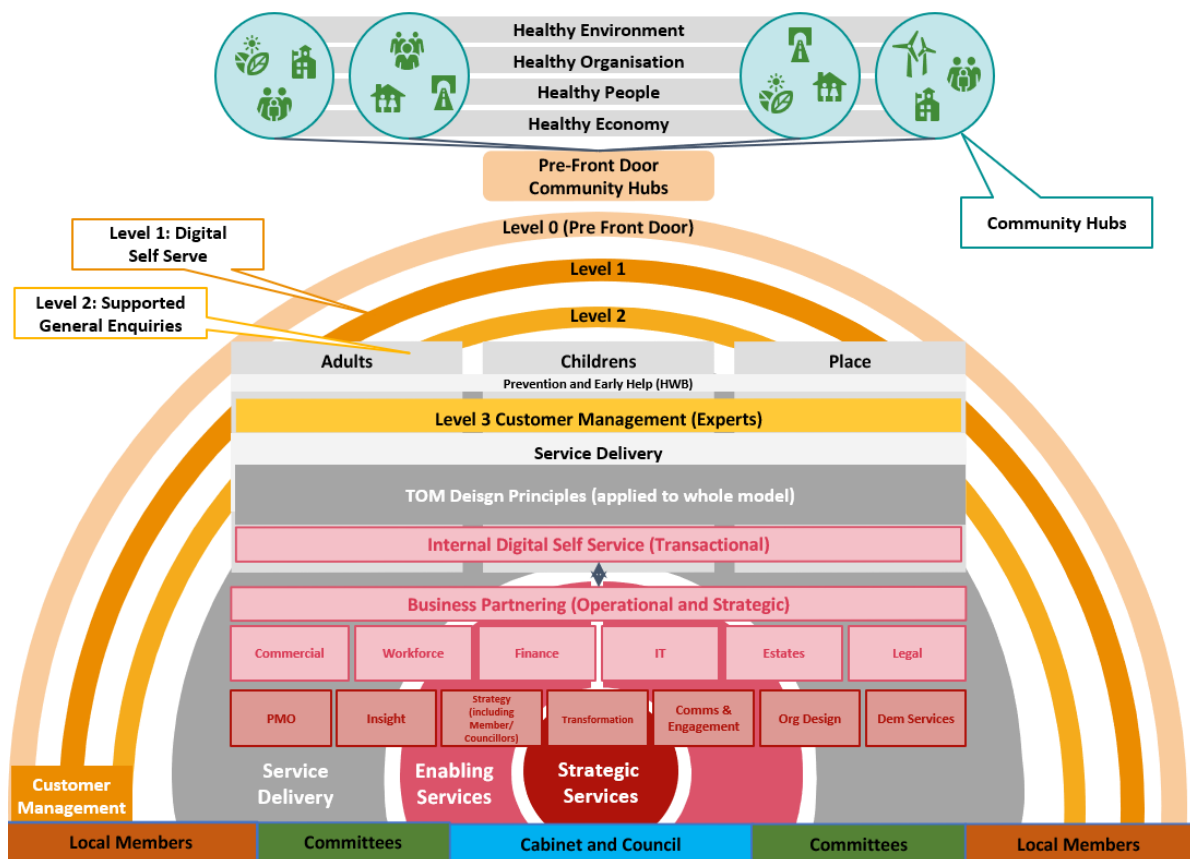 Healthy Environment
Healthy Organisation
Healthy People
Healthy Economy
Pre-Front Door
Community Hubs
Community Hubs
Level 0 (Pre Front Door)
Level 1: Digital
Self Serve
Level 1
Level 2: Supported
General Enquiries
Level 2
Adults
Childrens
Place
Prevention and Early Help (HWB)
Level 3 Customer Management (Experts)
Service Delivery
TOM Deisgn Principles (applied to whole model)
Internal Digital Self Service (Transactional)
Business Partnering (Operational and Strategic)
Commercial
Workforce
Finance
IT
Estates
Legal
PMO
Insight
Strategy
(including
Member/
Councillors)
Transformation
Comms &
Engagement
Org Design
Dem Services
Customer
Management
Service
Delivery
Enabling
Services
Strategic
Services
Local Members
Committees
Cabinet and Council
Committees
Local Members